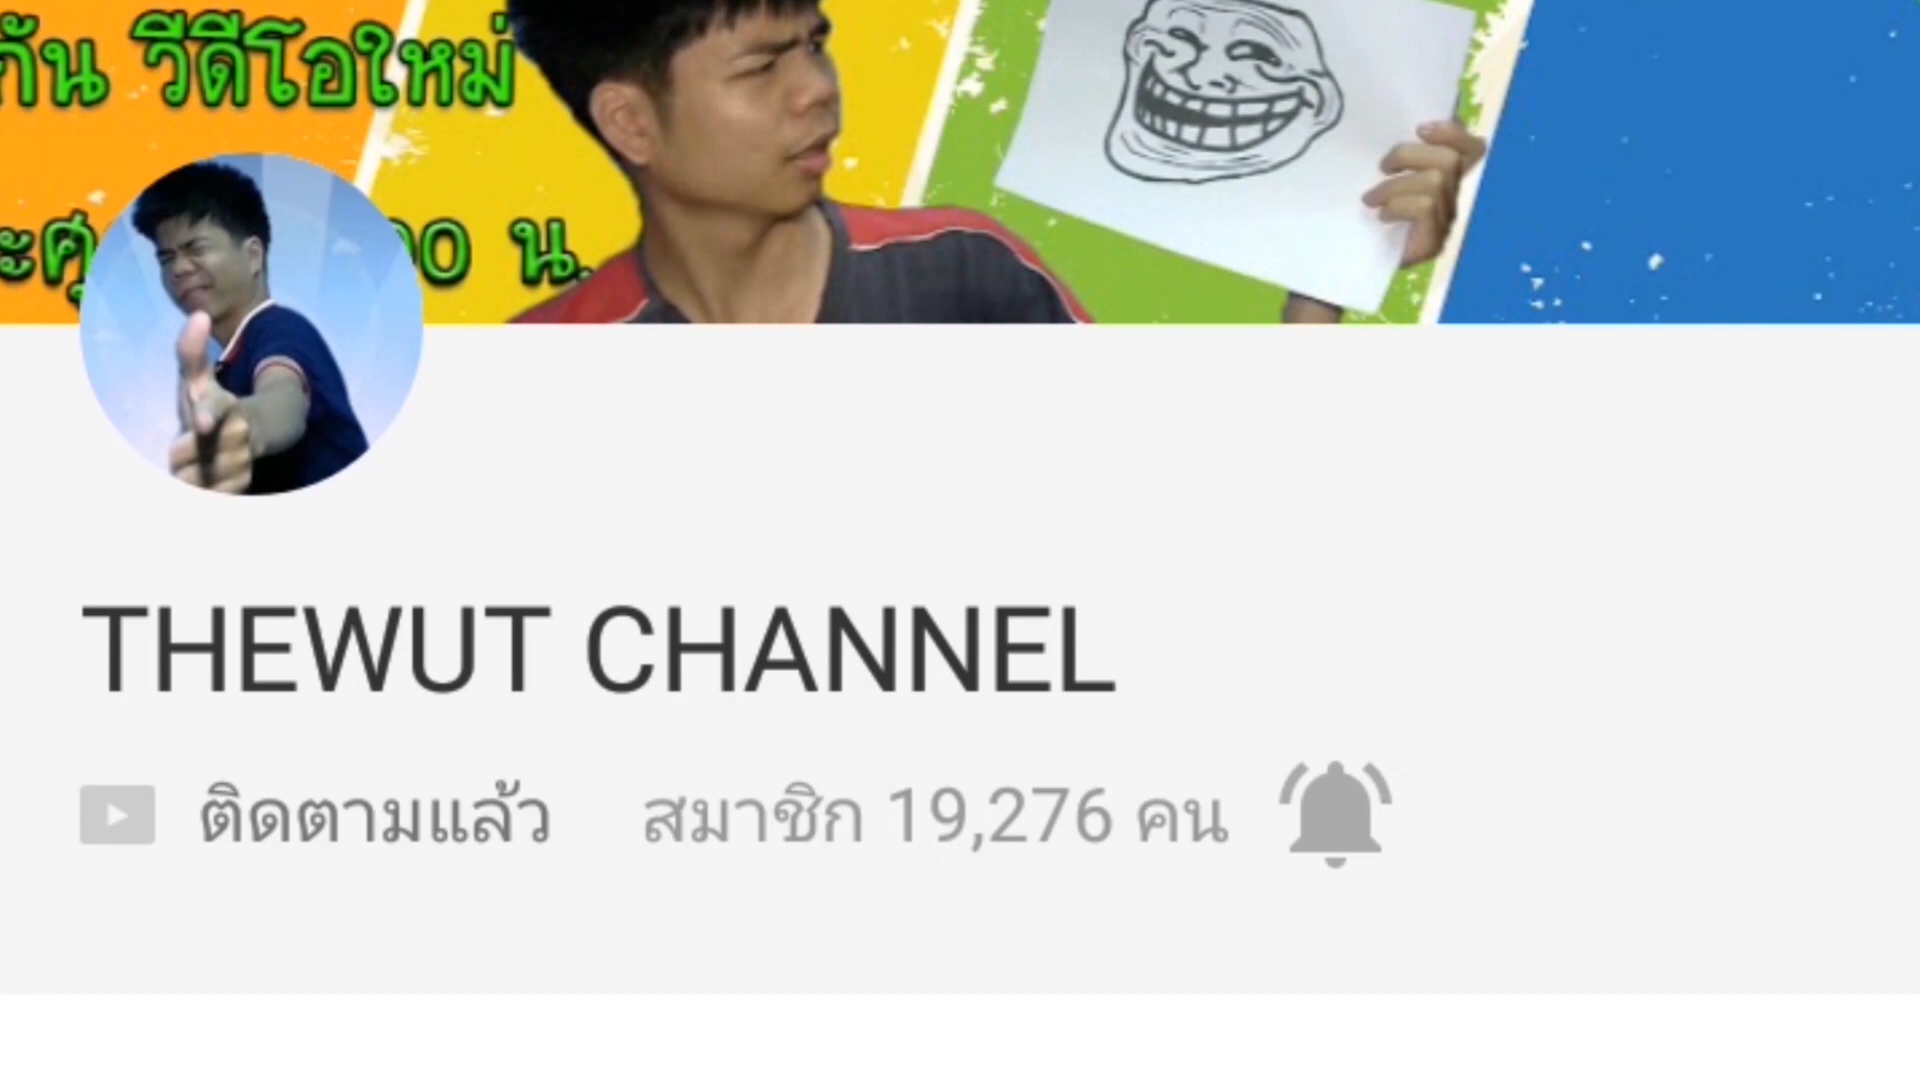 กัน วีดีโอใหม่
00 น.
THEWUT CHANNEL
ติดตามแล้ว สมาชิก 19,276 คน